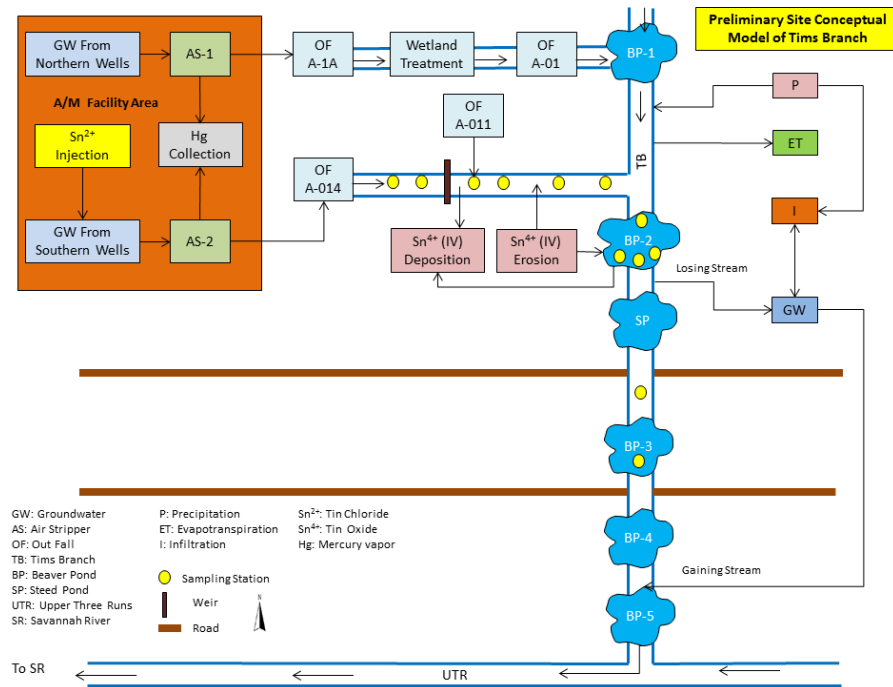 Preliminary Site Conceptual
Model of Tims Branch
GW From
Northern Wells
AS-1
OF
A-1A
Wetland
Treatment
OF
A-01
BP-1
P
A/M Facility Area
OF
A-011
Sn²⁺
Injection
Hg
Collection
ET
TB
OF
A-014
I
GW From
Southern Wells
AS-2
Sn⁴⁺ (IV)
Deposition
Sn⁴⁺ (IV)
Erosion
BP-2
Losing Stream
GW
SP
BP-3
GW: Groundwater
AS: Air Stripper
OF: Out Fall
TB: Tims Branch
BP: Beaver Pond
SP: Steed Pond
UTR: Upper Three Runs
SR: Savannah River
P: Precipitation
ET: Evapotranspiration
I: Infiltration
Sn²⁺: Tin Chloride
Sn⁴⁺: Tin Oxide
Hg: Mercury vapor
Sampling Station
Weir
Road
N
BP-4
Gaining Stream
BP-5
To SR
UTR